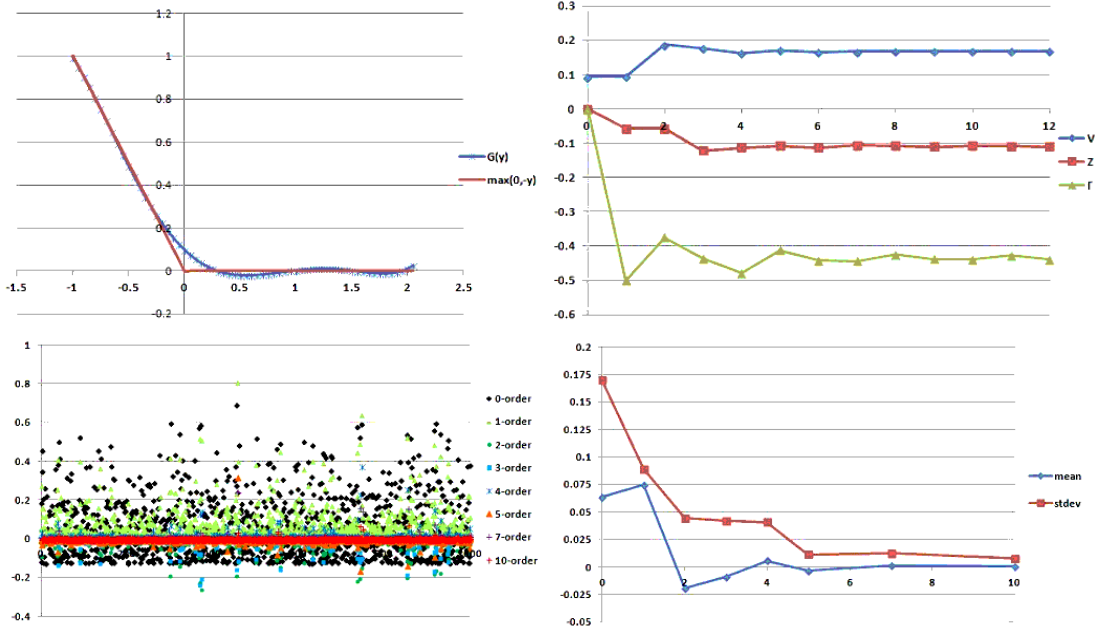 1.2
1
0.8
0.6
0.4
0.2
0
-0.2
-1.5 -1 -0.5 0 0.5 1 1.5 2 2.5
G(y)
max(0,-y)
0.3
0.2
0.1
0
-0.1
-0.2
-0.3
-0.4
-0.5
-0.6
0 2 4 6 8 10 12
V
Z
Γ
1
0.8
0.6
0.4
0.2
0
-0.2
-0.4
0-order
1-order
2-order
3-order
4-order
5-order
7-order
10-order
0.2
0.175
0.15
0.125
0.1
0.075
0.05
0.025
0
-0.025
-0.05
0 2 4 6 8 10
mean
stdev